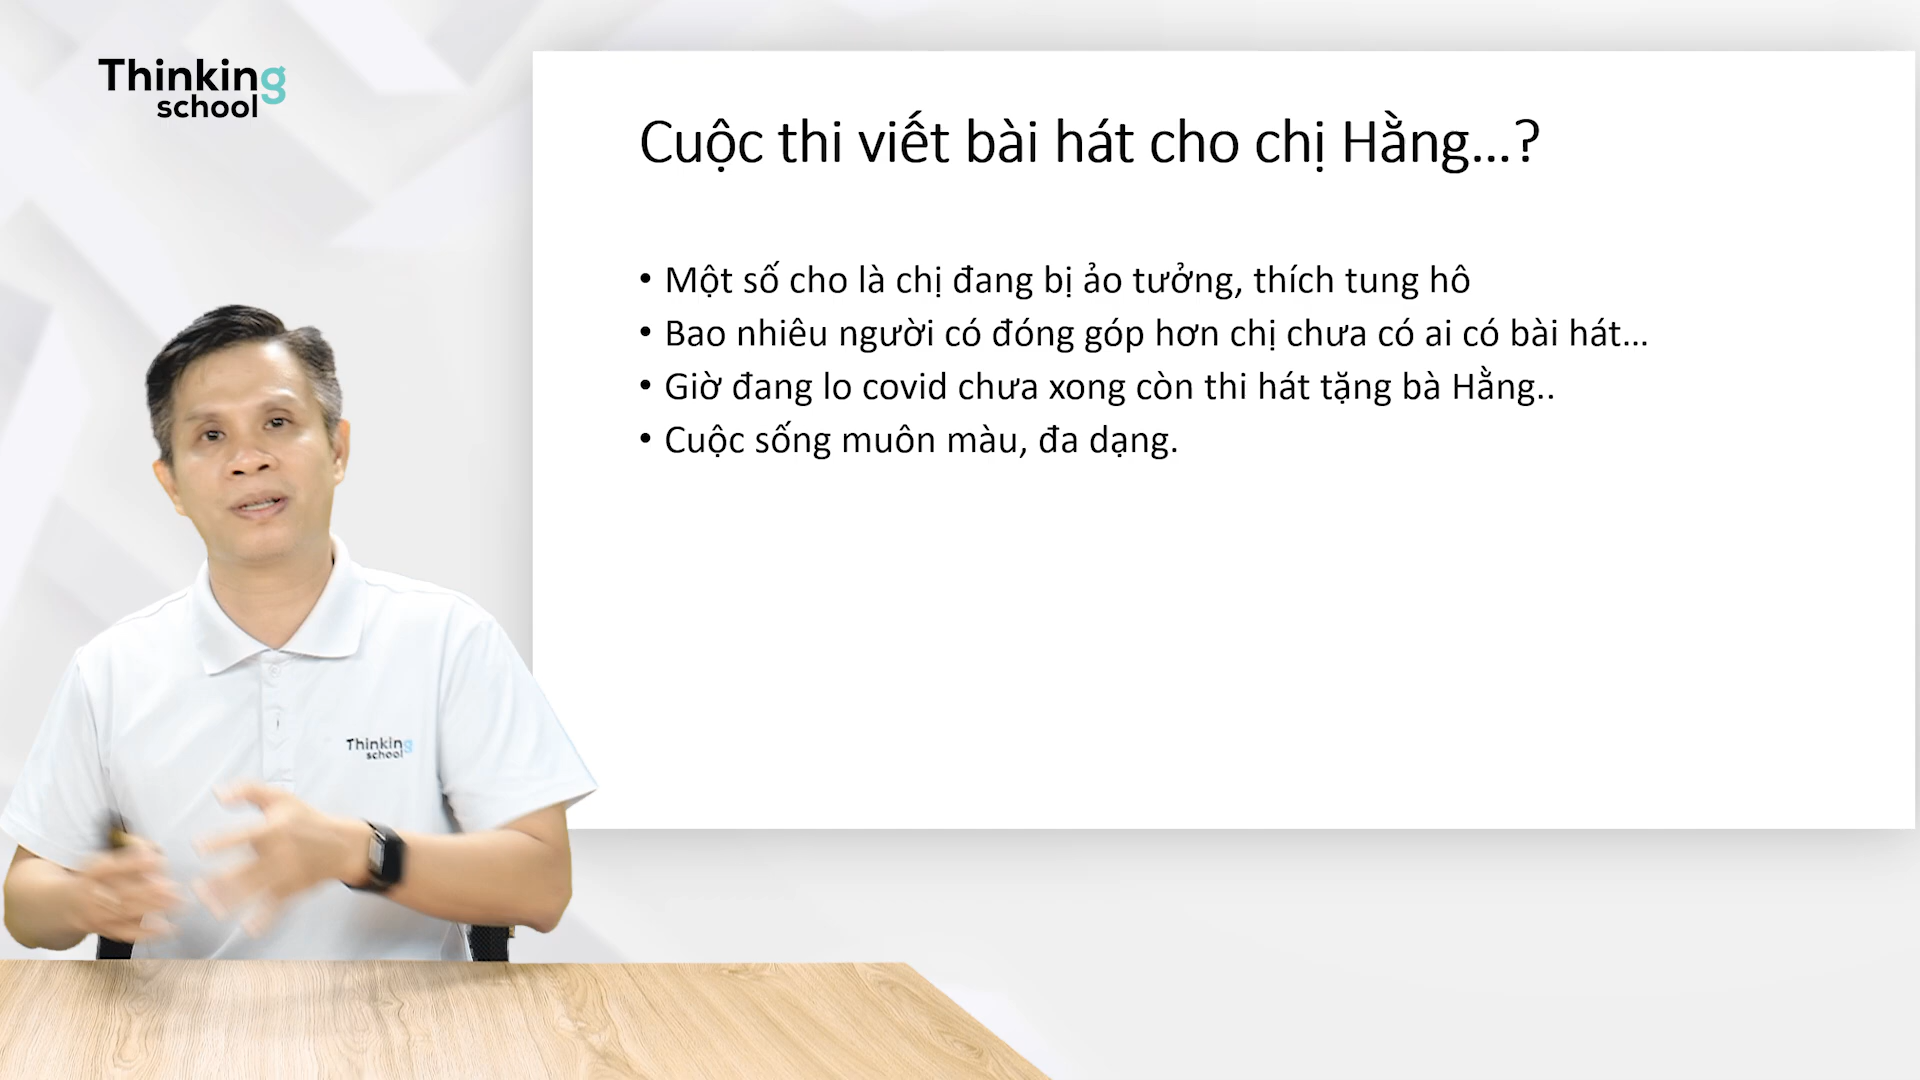 Thinking
school
Cuộc thi viết bài hát cho chị Hằng...?
• Một số cho là chị đang bị ảo tưởng, thích tung hô
• Bao nhiêu người có đóng góp hơn chị chưa có ai có bài hát...
• Giờ đang lo covid chưa xong còn thi hát tặng bà Hằng..
• Cuộc sống muôn màu, đa dạng.
Thinking
school